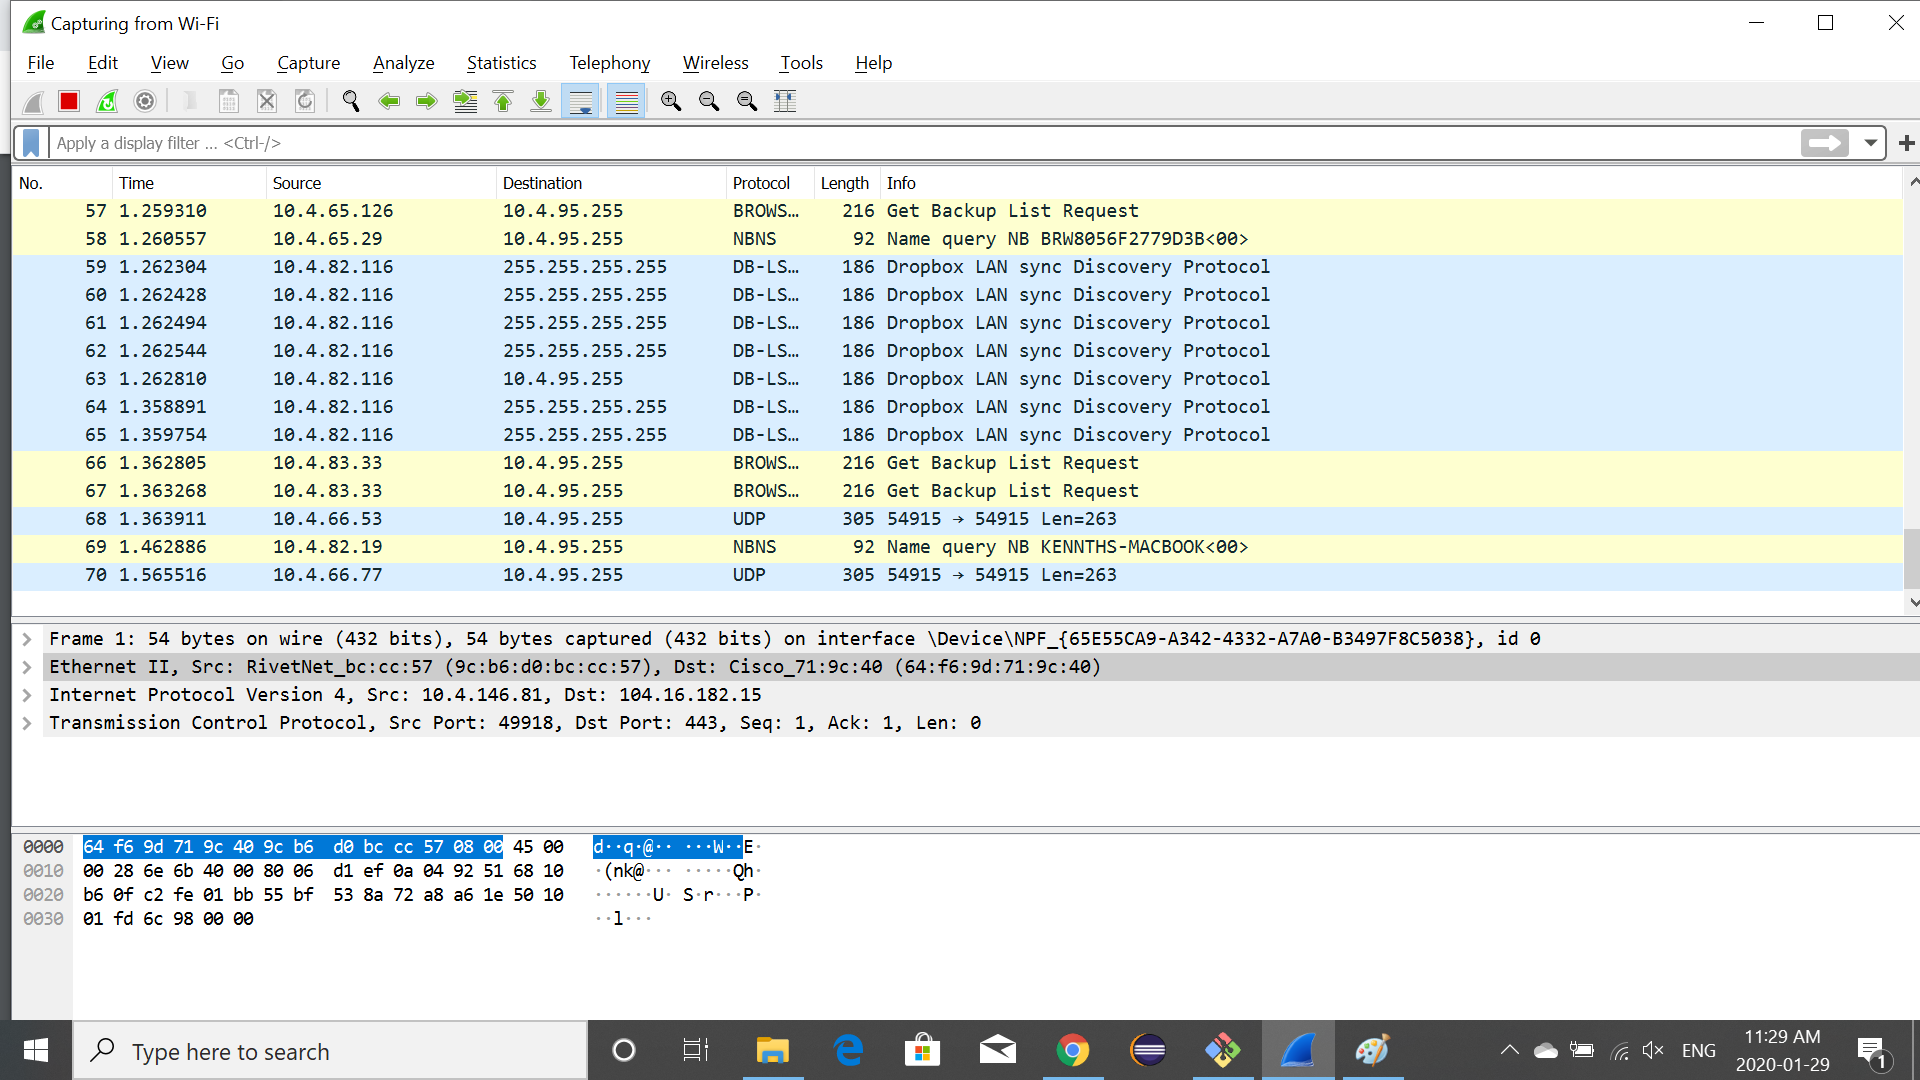 Capturing from Wi-Fi
File Edit View Go Capture Analyze Statistics Telephony Wireless Tools Help
Apply a display filter ... <Ctrl-/>
No. Time Source Destination Protocol Length Info
57 1.259310 10.4.65.126 10.4.95.255 BROWS... 216 Get Backup List Request
58 1.260557 10.4.65.29 10.4.95.255 NBNS 92 Name query NB BRW8056F2779D3B<00>
59 1.262304 10.4.82.116 255.255.255.255 DB-LS... 186 Dropbox LAN sync Discovery Protocol
60 1.262428 10.4.82.116 255.255.255.255 DB-LS... 186 Dropbox LAN sync Discovery Protocol
61 1.262494 10.4.82.116 255.255.255.255 DB-LS... 186 Dropbox LAN sync Discovery Protocol
62 1.262544 10.4.82.116 255.255.255.255 DB-LS... 186 Dropbox LAN sync Discovery Protocol
63 1.262810 10.4.82.116 10.4.95.255 DB-LS... 186 Dropbox LAN sync Discovery Protocol
64 1.358891 10.4.82.116 255.255.255.255 DB-LS... 186 Dropbox LAN sync Discovery Protocol
65 1.359754 10.4.82.116 255.255.255.255 DB-LS... 186 Dropbox LAN sync Discovery Protocol
66 1.362805 10.4.83.33 10.4.95.255 BROWS... 216 Get Backup List Request
67 1.363268 10.4.83.33 10.4.95.255 BROWS... 216 Get Backup List Request
68 1.363911 10.4.66.53 10.4.95.255 UDP 305 54915 → 54915 Len=263
69 1.462886 10.4.82.19 10.4.95.255 NBNS 92 Name query NB KENNTHS-MACBOOK<00>
70 1.565516 10.4.66.77 10.4.95.255 UDP 305 54915 → 54915 Len=263
Frame 1: 54 bytes on wire (432 bits), 54 bytes captured (432 bits) on interface \Device\NPF_{65E55CA9-A342-4332-A7A0-B3497F8C5038}, id 0
Ethernet II, Src: RivetNet_bc:cc:57 (9c:b6:d0:bc:cc:57), Dst: Cisco_71:9c:40 (64:f6:9d:71:9c:40)
Internet Protocol Version 4, Src: 10.4.146.81, Dst: 104.16.182.15
Transmission Control Protocol, Src Port: 49918, Dst Port: 443, Seq: 1, Ack: 1, Len: 0
0000 64 f6 9d 71 9c 40 9c b6 d0 bc cc 57 08 00 45 00 d··q·@·· ···W··E·
0010 00 28 6e 6b 40 00 80 06 d1 ef 0a 04 92 51 68 10 ·(nk@··· ·····Qh·
0020 b6 0f c2 fe 01 bb 55 bf 53 8a 72 a8 a6 1e 50 10 ······U· S·r···P·
0030 01 fd 6c 98 00 00 ··l···
Type here to search
ENG
11:29 AM
2020-01-29
1